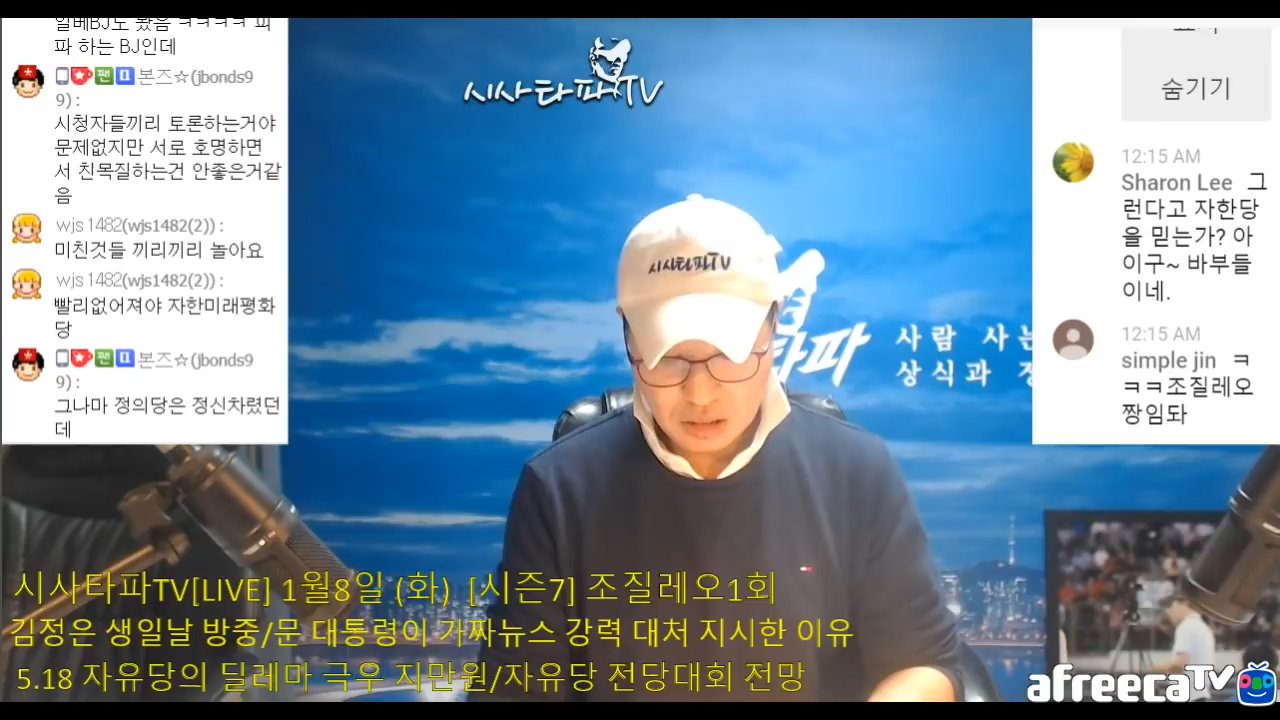 파 하는 BJ인데
팬 본즈☆(jbonds9
9) :
시청자들끼리 토론하는거야
문제없지만 서로 호명하면
서 친목질하는건 안좋은거같
음
wjs 1482(wjs1482(2)) :
미친것들 끼리끼리 놀아요
wjs 1482(wjs1482(2)) :
빨리없어져야 자한미래평화
당
팬 본즈☆(jbonds9
9) :
그나마 정의당은 정신차렸던
데
시사타파TV
시사타파TV
타파
사람 사는
상식과 정
숨기기
12:15 AM
Sharon Lee 그
런다고 자한당
을 믿는가? 아
이구~ 바부들
이네.
12:15 AM
simple jin ㅋ
ㅋㅋ조질레오
짱임돠
시사타파TV[LIVE] 1월8일 (화) [시즌7] 조질레오1회
김정은 생일날 방중/문 대통령이 가짜뉴스 강력 대처 지시한 이유
5.18 자유당의 딜레마 극우 지만원/자유당 전당대회 전망
afreecaTV